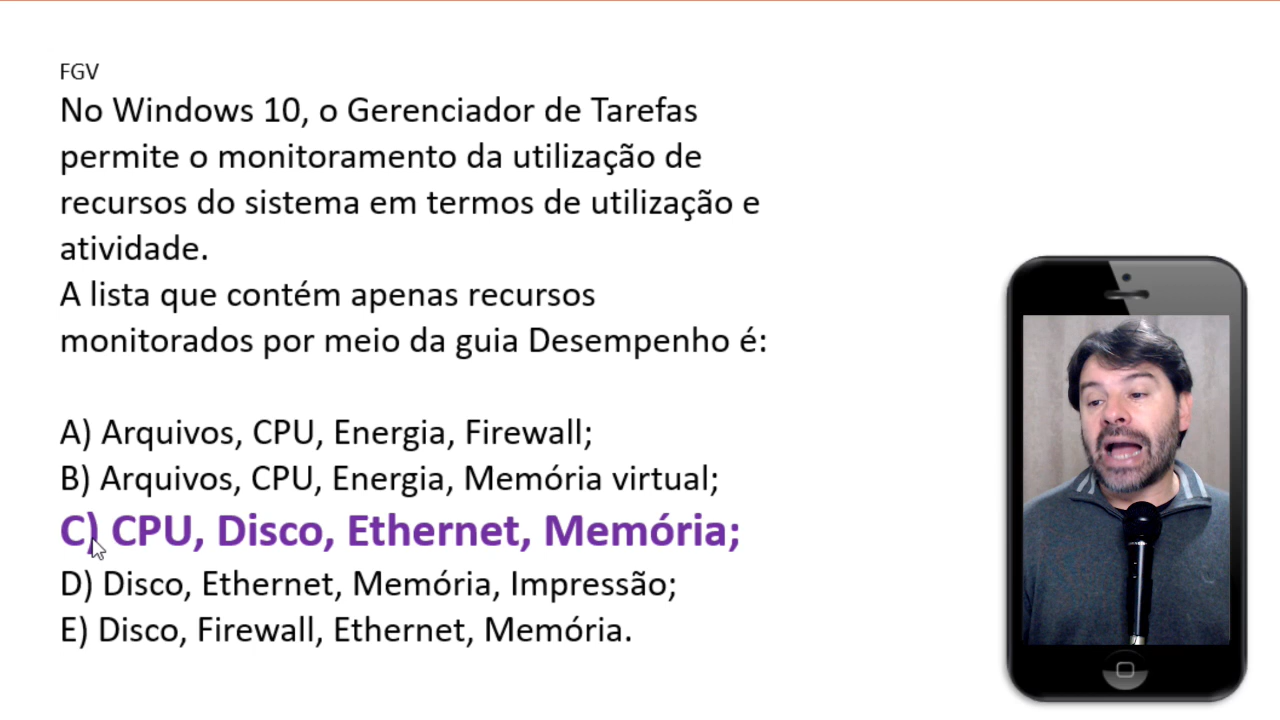 FGV
No Windows 10, o Gerenciador de Tarefas
permite o monitoramento da utilização de
recursos do sistema em termos de utilização e
atividade.
A lista que contém apenas recursos
monitorados por meio da guia Desempenho é:
A) Arquivos, CPU, Energia, Firewall;
B) Arquivos, CPU, Energia, Memória virtual;
C) CPU, Disco, Ethernet, Memória;
D) Disco, Ethernet, Memória, Impressão;
E) Disco, Firewall, Ethernet, Memória.